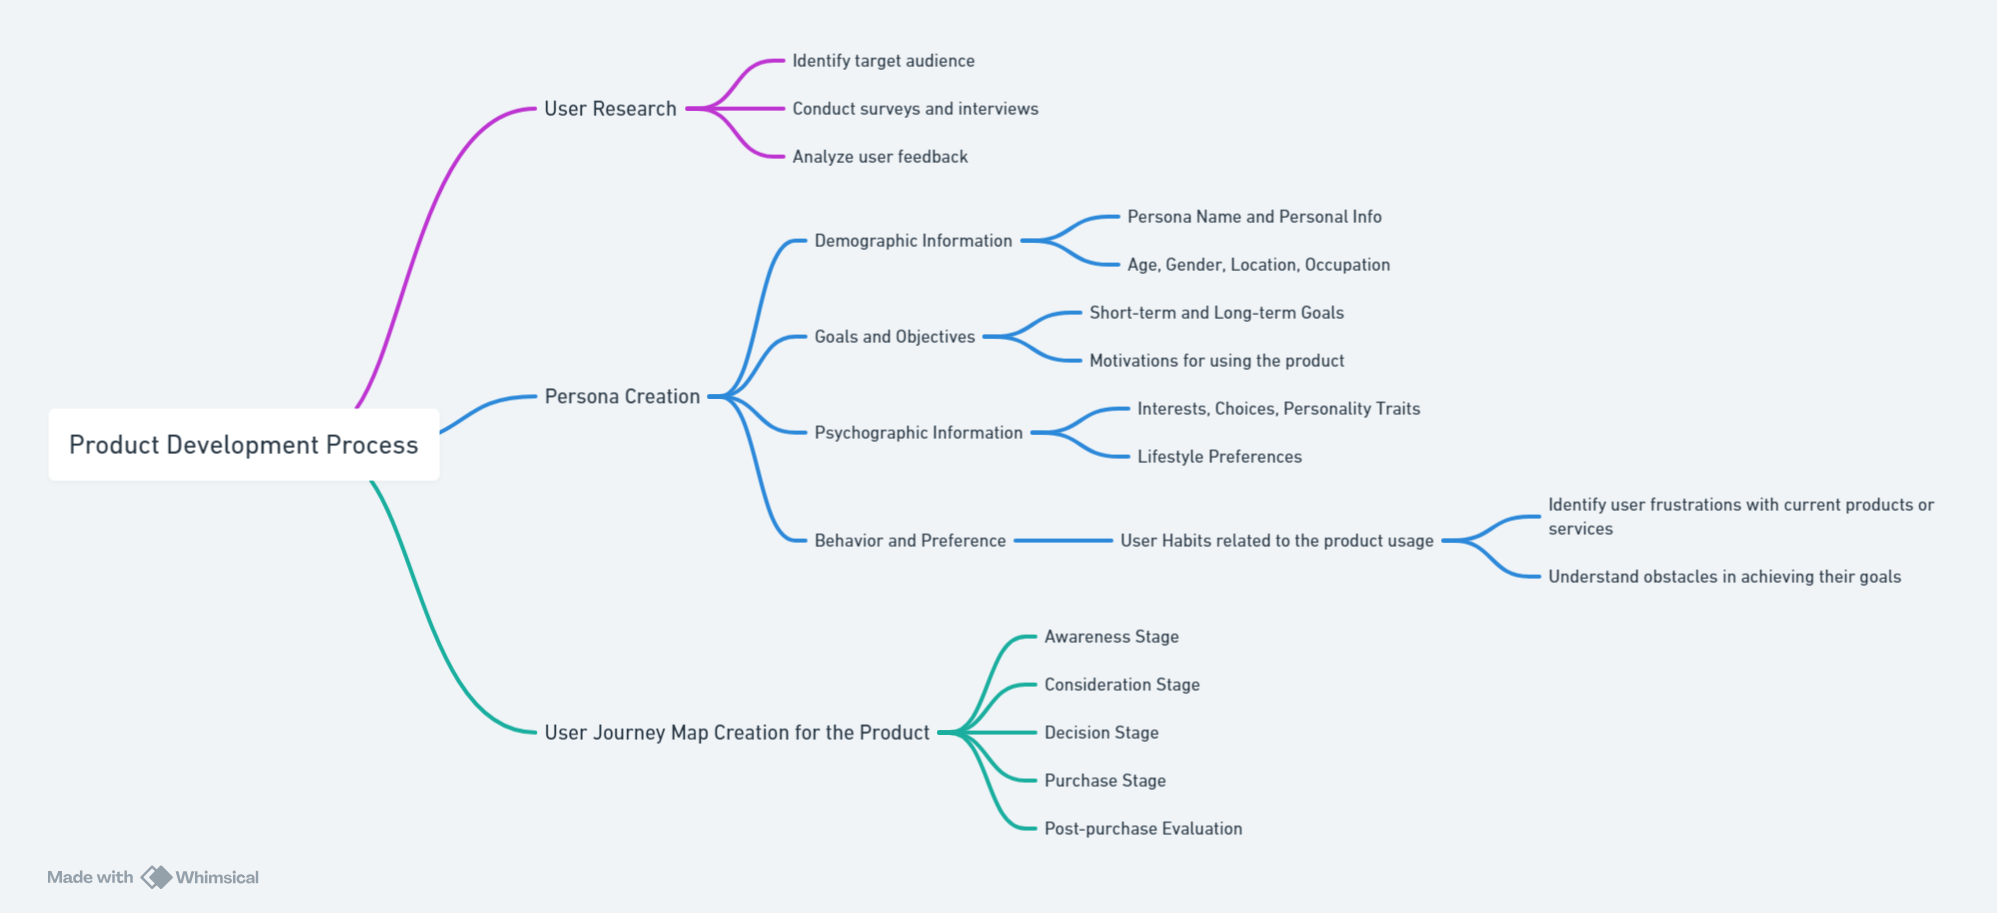 Identify target audience
User Research
Conduct surveys and interviews
Analyze user feedback
Persona Name and Personal Info
Demographic Information
Age, Gender, Location, Occupation
Short-term and Long-term Goals
Goals and Objectives
Motivations for using the product
Persona Creation
Interests, Choices, Personality Traits
Psychographic Information
Lifestyle Preferences
Product Development Process
Identify user frustrations with current products or
services
Behavior and Preference
User Habits related to the product usage
Understand obstacles in achieving their goals
Awareness Stage
Consideration Stage
User Journey Map Creation for the Product
Decision Stage
Purchase Stage
Post-purchase Evaluation
Made with Whimsical